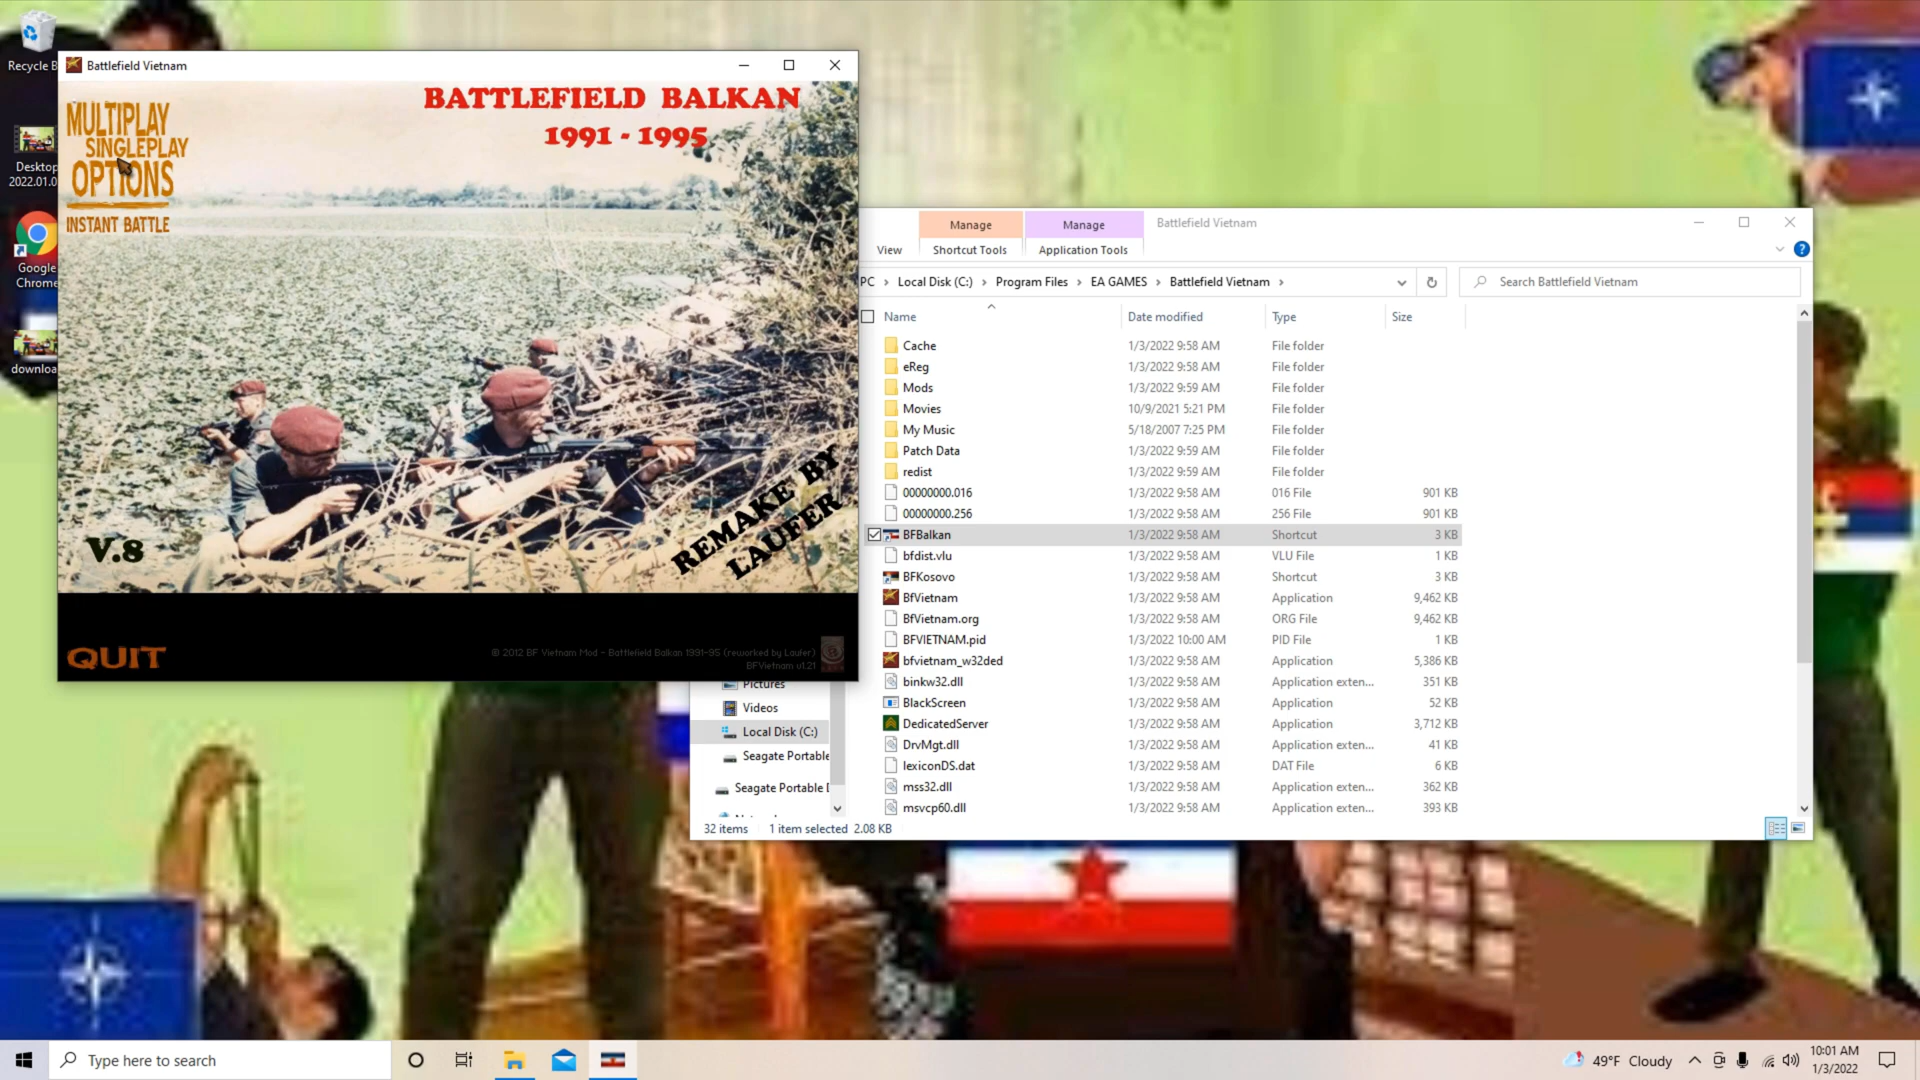 Recycle B
Desktop
2022.01.0
Google
Chrome
downloa
Battlefield Vietnam
BATTLEFIELD BALKAN
1991 - 1995
MULTIPLAY
SINGLEPLAY
OPTIONS
INSTANT BATTLE
V.8
REMAKE BY
LAUFER
QUIT
© 2012 BF Vietnam Mod - Battlefield Balkan 1991-95 (reworked by Laufer)
BFVietnam v1.21
Manage
Manage
Battlefield Vietnam
View
Shortcut Tools
Application Tools
PC > Local Disk (C:) > Program Files > EA GAMES > Battlefield Vietnam >
Search Battlefield Vietnam
Name Date modified Type Size
Cache 1/3/2022 9:58 AM File folder
eReg 1/3/2022 9:58 AM File folder
Mods 1/3/2022 9:59 AM File folder
Movies 10/9/2021 5:21 PM File folder
My Music 5/18/2007 7:25 PM File folder
Patch Data 1/3/2022 9:59 AM File folder
redist 1/3/2022 9:59 AM File folder
00000000.016 1/3/2022 9:58 AM 016 File 901 KB
00000000.256 1/3/2022 9:58 AM 256 File 901 KB
BFBalkan 1/3/2022 9:58 AM Shortcut 3 KB
bfdist.vlu 1/3/2022 9:58 AM VLU File 1 KB
BFKosovo 1/3/2022 9:58 AM Shortcut 3 KB
BfVietnam 1/3/2022 9:58 AM Application 9,462 KB
BfVietnam.org 1/3/2022 9:58 AM ORG File 9,462 KB
BFVIETNAM.pid 1/3/2022 10:00 AM PID File 1 KB
bfvietnam_w32ded 1/3/2022 9:58 AM Application 5,386 KB
binkw32.dll 1/3/2022 9:58 AM Application exten... 351 KB
BlackScreen 1/3/2022 9:58 AM Application 52 KB
DedicatedServer 1/3/2022 9:58 AM Application 3,712 KB
DrvMgt.dll 1/3/2022 9:58 AM Application exten... 41 KB
lexiconDS.dat 1/3/2022 9:58 AM DAT File 6 KB
mss32.dll 1/3/2022 9:58 AM Application exten... 362 KB
msvcp60.dll 1/3/2022 9:58 AM Application exten... 393 KB
Pictures
Videos
Local Disk (C:)
Seagate Portable
Seagate Portable D
32 items 1 item selected 2.08 KB
Type here to search
49°F Cloudy
10:01 AM
1/3/2022